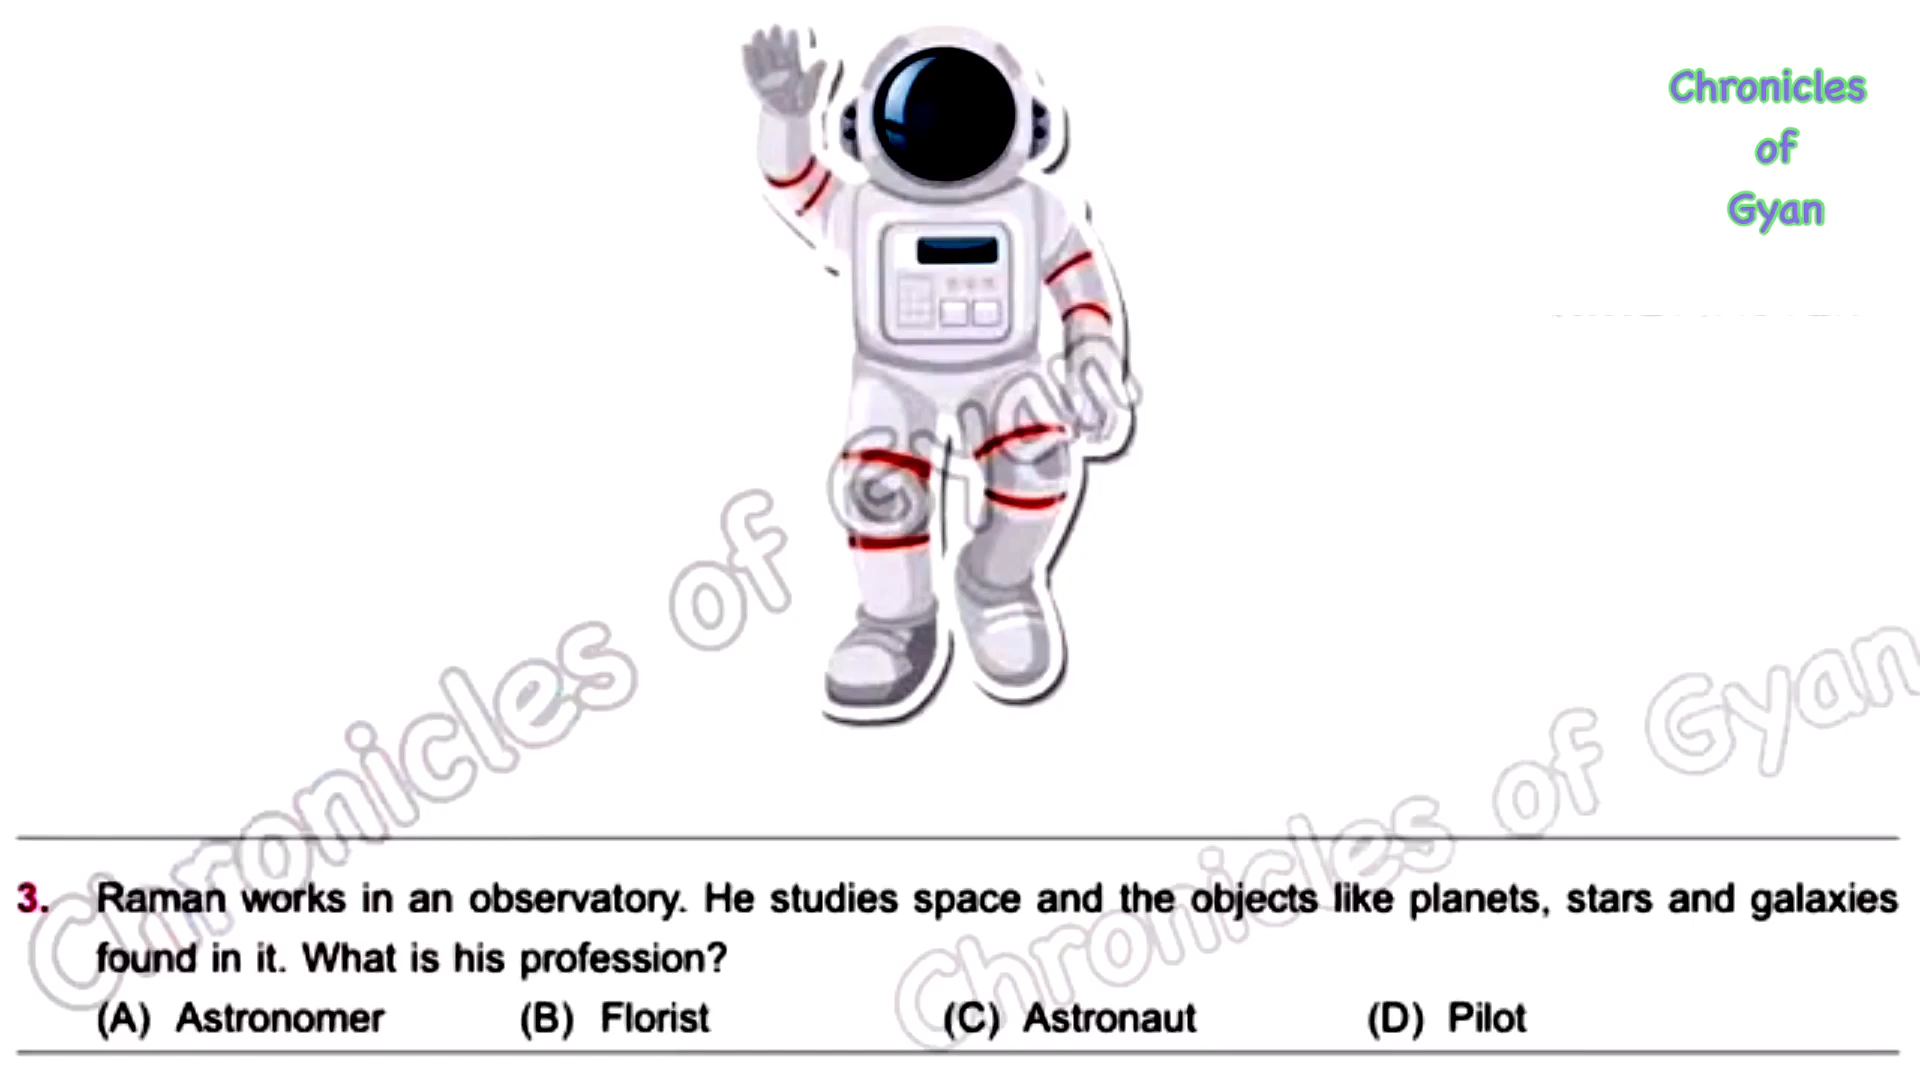 Chronicles
of
Gyan
Chronicles of Gyan
Chronicles of Gyan
3. Raman works in an observatory. He studies space and the objects like planets, stars and galaxies
found in it. What is his profession?
(A) Astronomer (B) Florist (C) Astronaut (D) Pilot